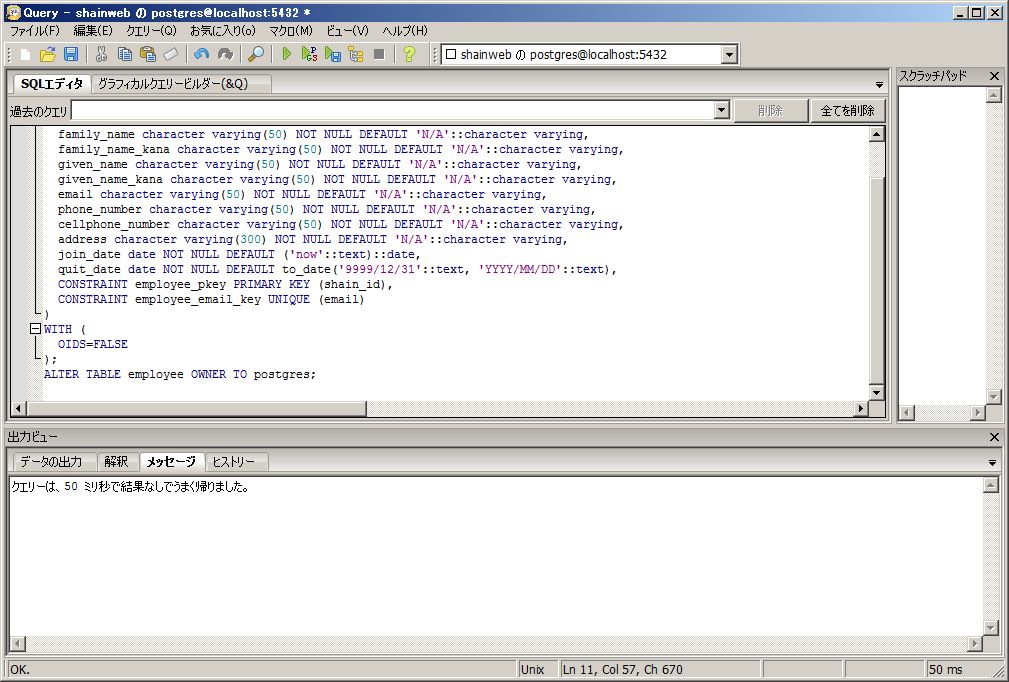 Query - shainweb の postgres@localhost:5432 *
ファイル(F) 編集(E) クエリー(Q) お気に入り(o) マクロ(M) ビュー(V) ヘルプ(H)
shainweb の postgres@localhost:5432
SQLエディタ グラフィカルクエリービルダー(&Q)
スクラッチパッド
過去のクエリ 削除 全てを削除
family_name character varying(50) NOT NULL DEFAULT 'N/A'::character varying,
family_name_kana character varying(50) NOT NULL DEFAULT 'N/A'::character varying,
given_name character varying(50) NOT NULL DEFAULT 'N/A'::character varying,
given_name_kana character varying(50) NOT NULL DEFAULT 'N/A'::character varying,
email character varying(50) NOT NULL DEFAULT 'N/A'::character varying,
phone_number character varying(50) NOT NULL DEFAULT 'N/A'::character varying,
cellphone_number character varying(50) NOT NULL DEFAULT 'N/A'::character varying,
address character varying(300) NOT NULL DEFAULT 'N/A'::character varying,
join_date date NOT NULL DEFAULT ('now'::text)::date,
quit_date date NOT NULL DEFAULT to_date('9999/12/31'::text, 'YYYY/MM/DD'::text),
CONSTRAINT employee_pkey PRIMARY KEY (shain_id),
CONSTRAINT employee_email_key UNIQUE (email)
)
WITH (
OIDS=FALSE
);
ALTER TABLE employee OWNER TO postgres;
出力ビュー
データの出力 解釈 メッセージ ヒストリー
クエリーは、50 ミリ秒で結果なしでうまく帰りました。
OK. Unix Ln 11, Col 57, Ch 670 50 ms